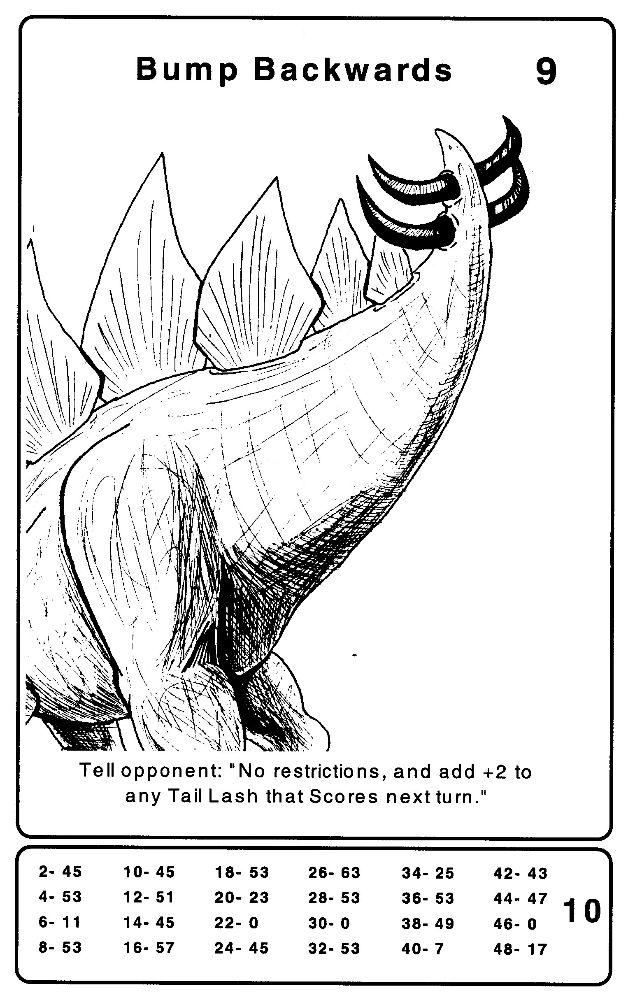 Bump Backwards 9
Tell opponent: "No restrictions, and add +2 to
any Tail Lash that Scores next turn."
2- 45 10- 45 18- 53 26- 63 34- 25 42- 43
4- 53 12- 51 20- 23 28- 53 36- 53 44- 47
6- 11 14- 45 22- 0 30- 0 38- 49 46- 0
8- 53 16- 57 24- 45 32- 53 40- 7 48- 17
10